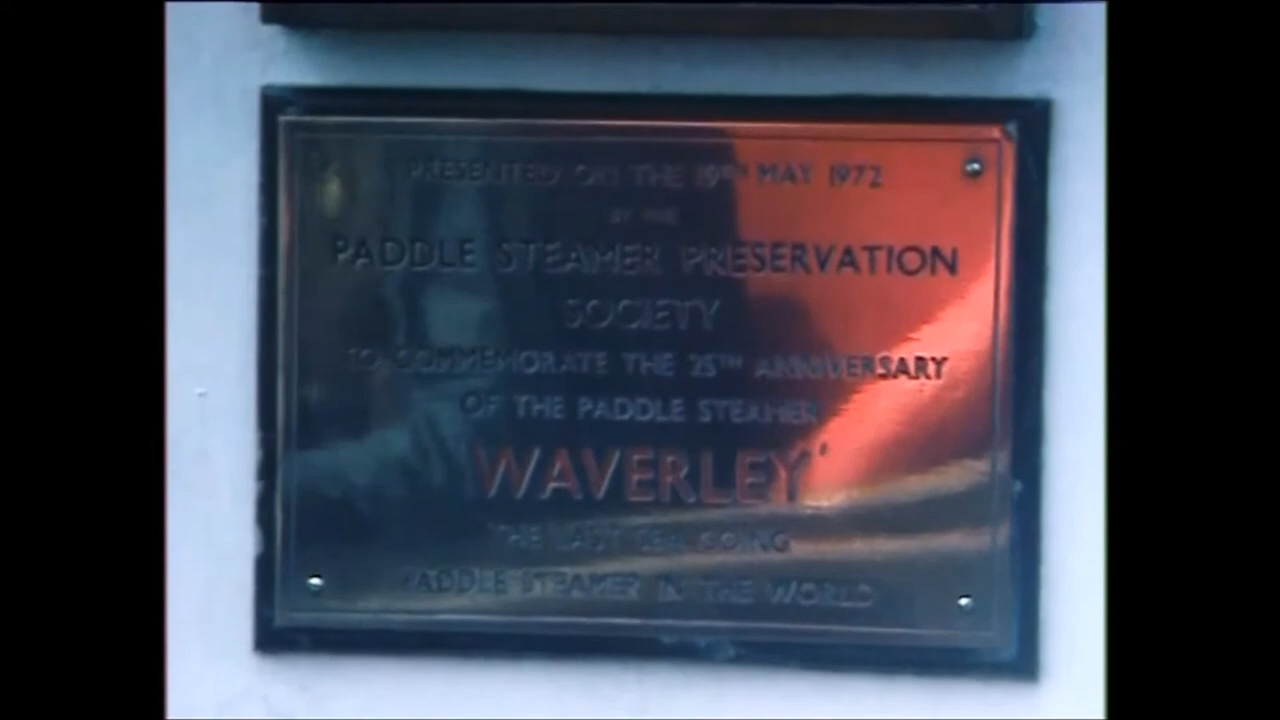 PRESENTED ON THE 19TH MAY 1972
BY THE
PADDLE STEAMER PRESERVATION
SOCIETY
TO COMMEMORATE THE 25TH ANNIVERSARY
OF THE PADDLE STEAMER
WAVERLEY'
THE LAST SEA GOING
PADDLE STEAMER IN THE WORLD